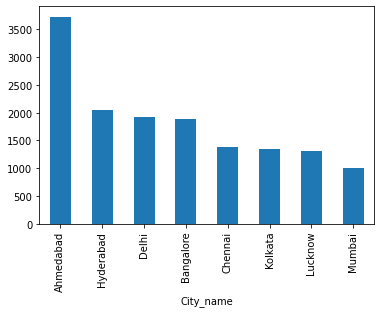 3500
3000
2500
2000
1500
1000
500
0
Ahmedabad
Hyderabad
Delhi
Bangalore
Chennai
Kolkata
Lucknow
Mumbai
City_name